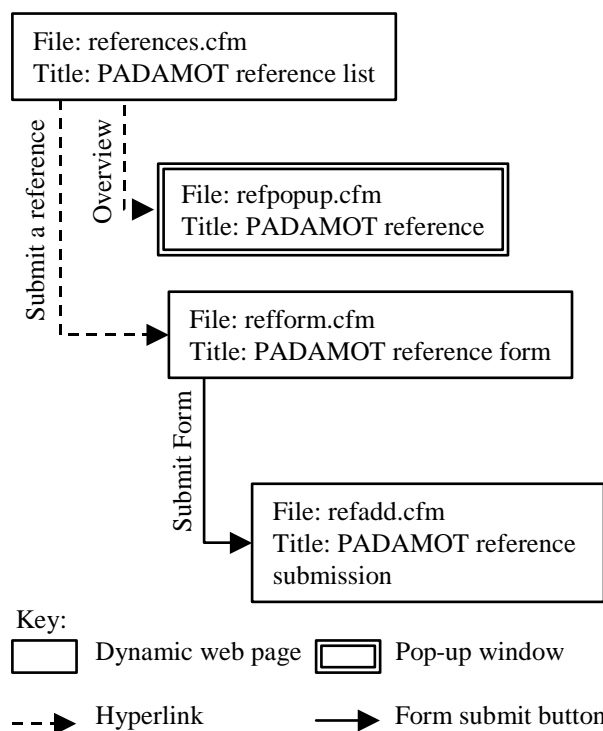 File: references.cfm
Title: PADAMOT reference list
Submit a reference
Overview
File: refpopup.cfm
Title: PADAMOT reference
File: refform.cfm
Title: PADAMOT reference form
Submit Form
File: refadd.cfm
Title: PADAMOT reference
submission
Key:
Dynamic web page
Pop-up window
Hyperlink
Form submit button